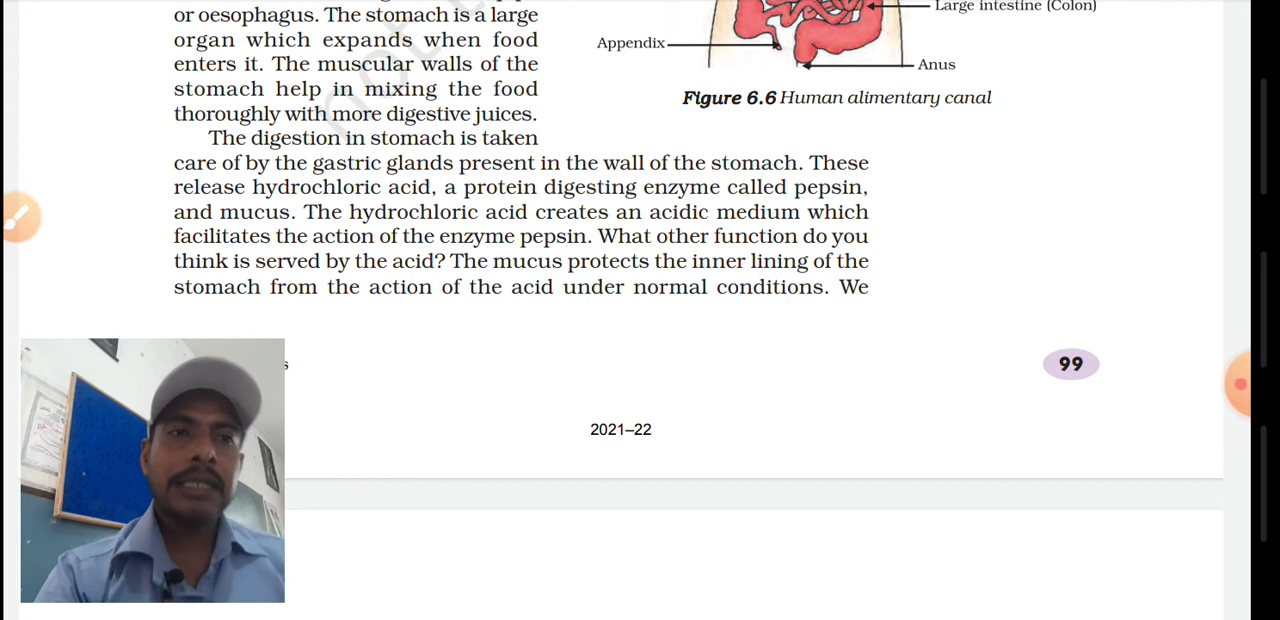 or oesophagus. The stomach is a large
organ which expands when food
enters it. The muscular walls of the
stomach help in mixing the food
thoroughly with more digestive juices.
The digestion in stomach is taken
care of by the gastric glands present in the wall of the stomach. These
release hydrochloric acid, a protein digesting enzyme called pepsin,
and mucus. The hydrochloric acid creates an acidic medium which
facilitates the action of the enzyme pepsin. What other function do you
think is served by the acid? The mucus protects the inner lining of the
stomach from the action of the acid under normal conditions. We
Large intestine (Colon)
Appendix
Anus
Figure 6.6 Human alimentary canal
99
2021–22
not